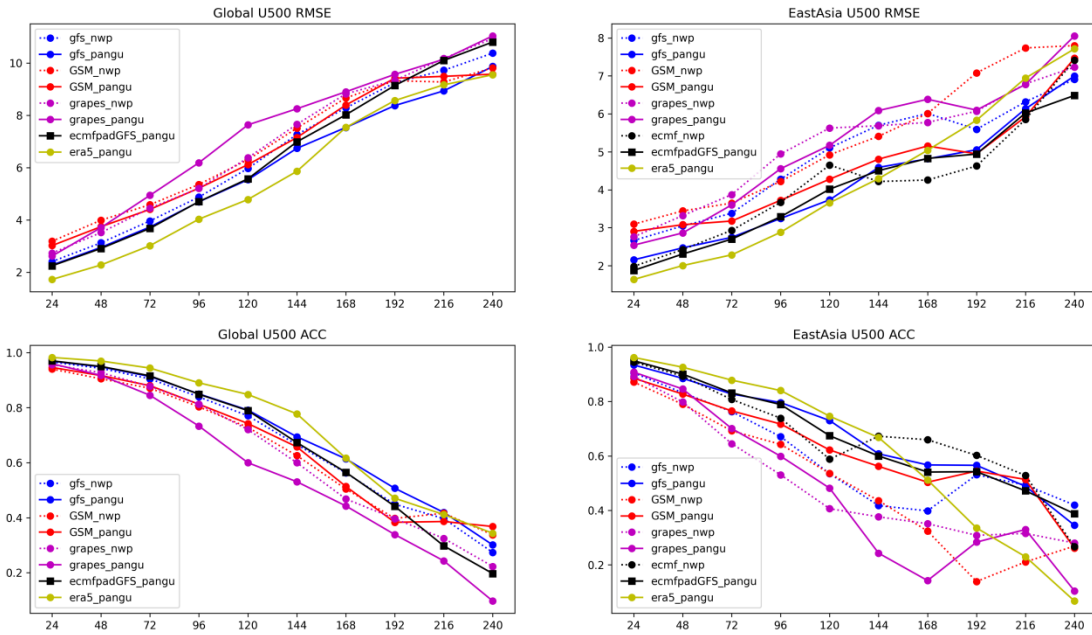 Global U500 RMSE
gfs_nwp
gfs_pangu
GSM_nwp
GSM_pangu
grapes_nwp
grapes_pangu
ecmfpadGFS_pangu
era5_pangu
10
8
6
4
2
24 48 72 96 120 144 168 192 216 240
EastAsia U500 RMSE
gfs_nwp
gfs_pangu
GSM_nwp
GSM_pangu
grapes_nwp
grapes_pangu
ecmf_nwp
ecmfpadGFS_pangu
era5_pangu
8
7
6
5
4
3
2
24 48 72 96 120 144 168 192 216 240
Global U500 ACC
1.0
0.8
0.6
0.4
0.2
gfs_nwp
gfs_pangu
GSM_nwp
GSM_pangu
grapes_nwp
grapes_pangu
ecmfpadGFS_pangu
era5_pangu
24 48 72 96 120 144 168 192 216 240
EastAsia U500 ACC
1.0
0.8
0.6
0.4
0.2
gfs_nwp
gfs_pangu
GSM_nwp
GSM_pangu
grapes_nwp
grapes_pangu
ecmf_nwp
ecmfpadGFS_pangu
era5_pangu
24 48 72 96 120 144 168 192 216 240